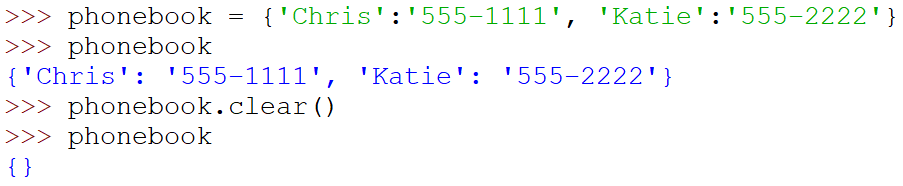 >>> phonebook = {'Chris':'555-1111', 'Katie':'555-2222'}
>>> phonebook
{'Chris': '555-1111', 'Katie': '555-2222'}
>>> phonebook.clear()
>>> phonebook
{}